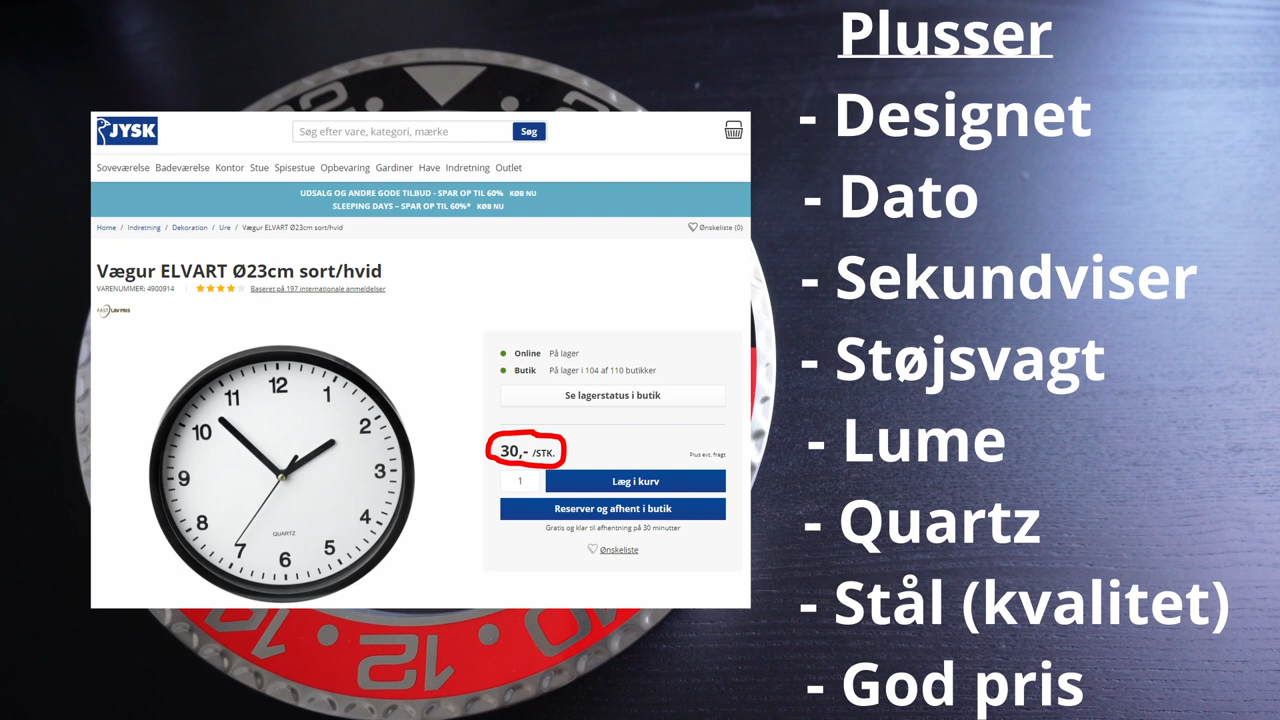 Plusser
- Designet
- Dato
- Sekundviser
- Støjsvagt
- Lume
- Quartz
- Stål (kvalitet)
- God pris
JYSK
Søg efter vare, kategori, mærke
Søg
Soveværelse Badeværelse Kontor Stue Spisestue Opbevaring Gardiner Have Indretning Outlet
UDSALG OG ANDRE GODE TILBUD - SPAR OP TIL 60% KØB NU
SLEEPING DAYS – SPAR OP TIL 60%* KØB NU
Home / Indretning / Dekoration / Ure / Vægur ELVART Ø23cm sort/hvid
Ønskeliste (0)
Vægur ELVART Ø23cm sort/hvid
VARENUMMER: 4900914 Baseret på 197 internationale anmeldelser
FAST LAV PRIS
12
1
2
3
4
5
6
7
8
9
10
11
QUARTZ
Online På lager
Butik På lager i 104 af 110 butikker
Se lagerstatus i butik
30,- /STK.
Plus evt. fragt
1
Læg i kurv
Reserver og afhent i butik
Gratis og klar til afhentning på 30 minutter
Ønskeliste
10
12